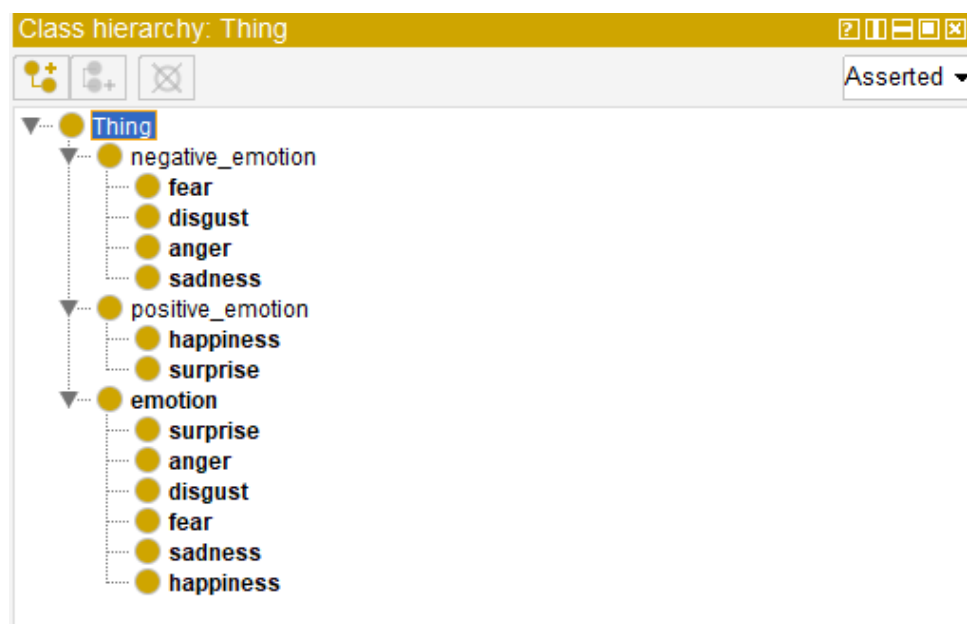 Class hierarchy: Thing
Asserted
Thing
negative_emotion
fear
disgust
anger
sadness
positive_emotion
happiness
surprise
emotion
surprise
anger
disgust
fear
sadness
happiness